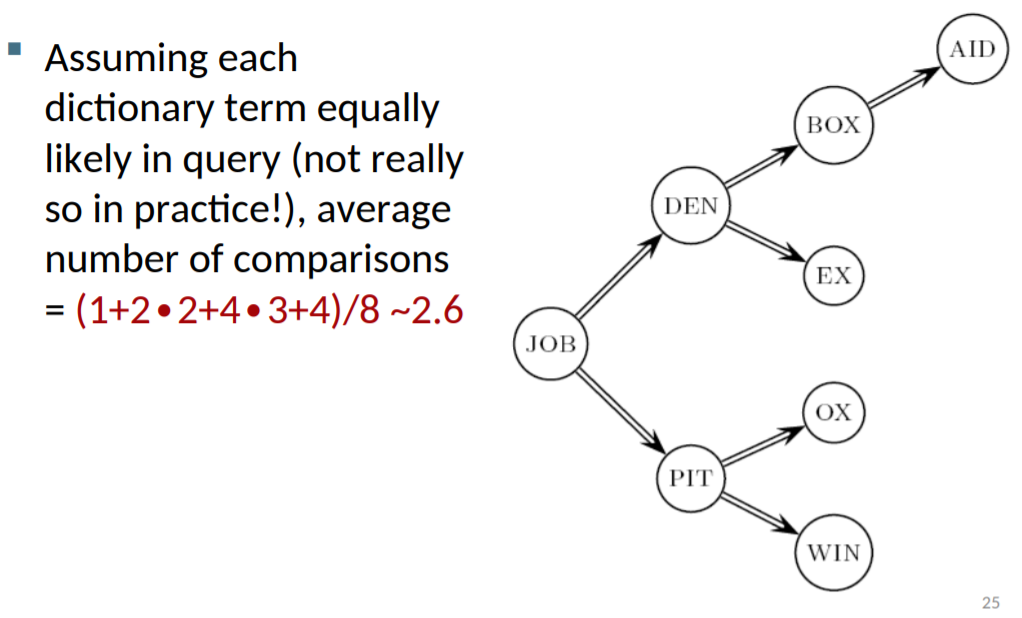 ▪ Assuming each
dictionary term equally
likely in query (not really
so in practice!), average
number of comparisons
= (1+2•2+4•3+4)/8 ~2.6
AID
BOX
DEN
EX
JOB
OX
PIT
WIN
25